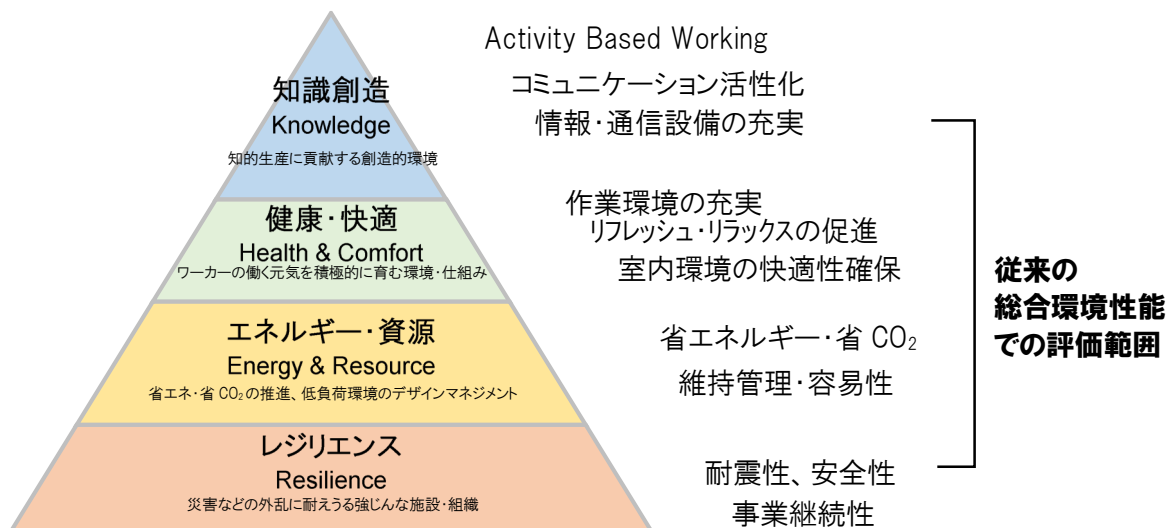 知識創造
Knowledge
知的生産に貢献する創造的環境
Activity Based Working
コミュニケーション活性化
情報・通信設備の充実
健康・快適
Health & Comfort
ワーカーの働く元気を積極的に育む環境・仕組み
作業環境の充実
リフレッシュ・リラックスの促進
室内環境の快適性確保
エネルギー・資源
Energy & Resource
省エネ・省 CO₂ の推進、低負荷環境のデザインマネジメント
省エネルギー・省 CO₂
維持管理・容易性
レジリエンス
Resilience
災害などの外乱に耐えうる強じんな施設・組織
耐震性、安全性
事業継続性
従来の
総合環境性能
での評価範囲